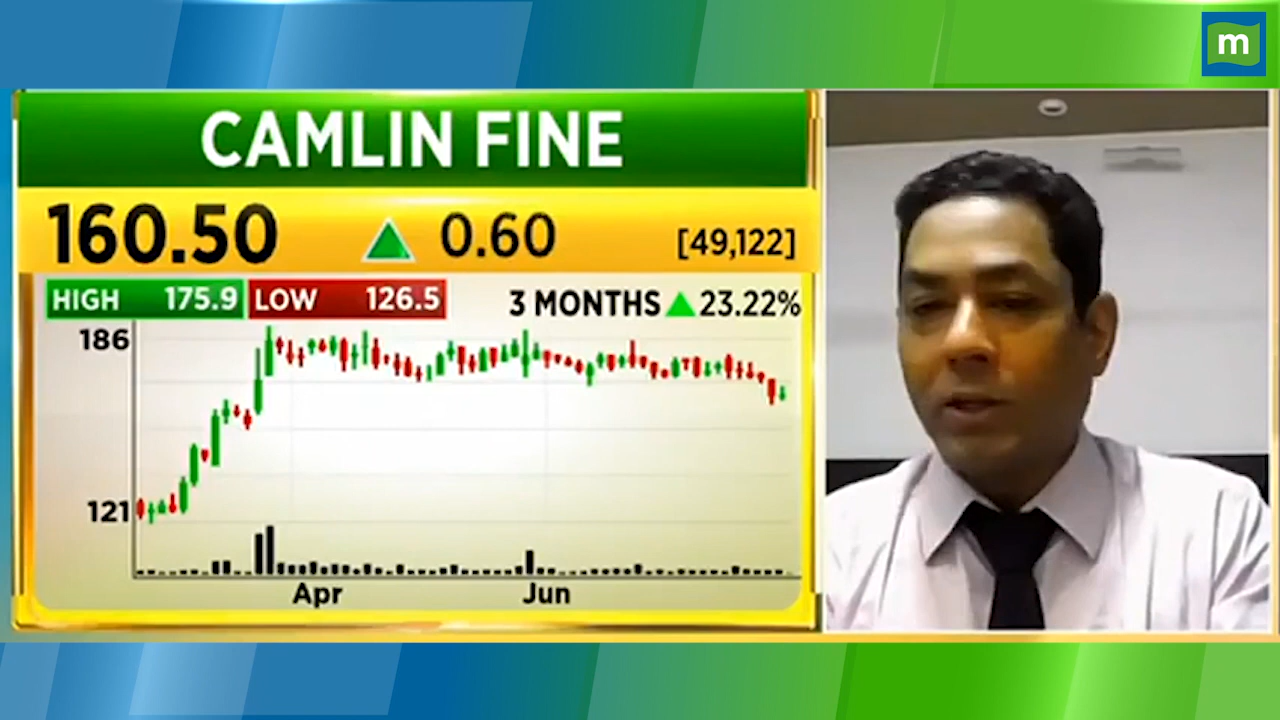 m
CAMLIN FINE
160.50 ▲ 0.60 [49,122]
HIGH 175.9 LOW 126.5 3 MONTHS ▲ 23.22%
186
121
Apr Jun